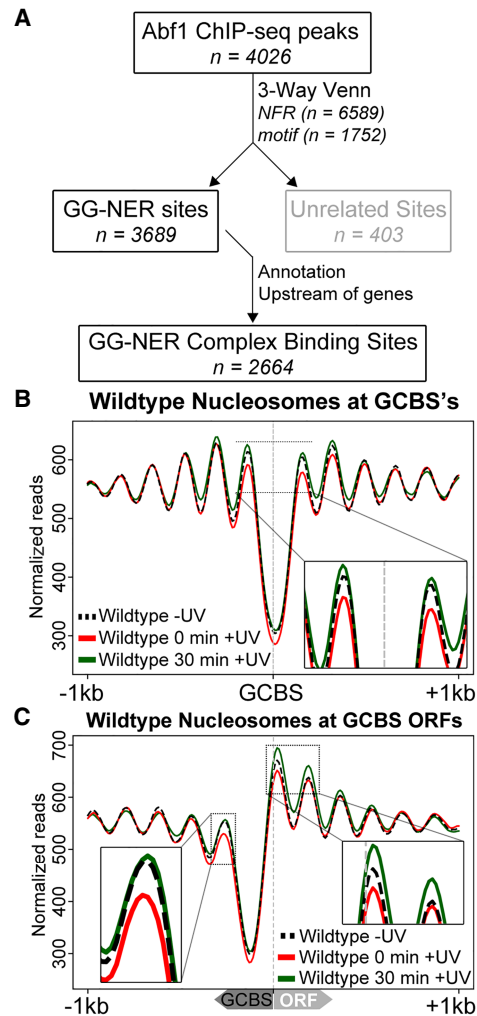 A
Abf1 ChIP-seq peaks
n = 4026
3-Way Venn
NFR (n = 6589)
motif (n = 1752)
GG-NER sites
n = 3689
Unrelated Sites
n = 403
Annotation
Upstream of genes
GG-NER Complex Binding Sites
n = 2664
B
Wildtype Nucleosomes at GCBS's
Normalized reads
600
500
400
300
Wildtype -UV
Wildtype 0 min +UV
Wildtype 30 min +UV
-1kb
GCBS
+1kb
C
Wildtype Nucleosomes at GCBS ORFs
Normalized reads
700
600
500
400
300
Wildtype -UV
Wildtype 0 min +UV
Wildtype 30 min +UV
-1kb
GCBS
ORF
+1kb